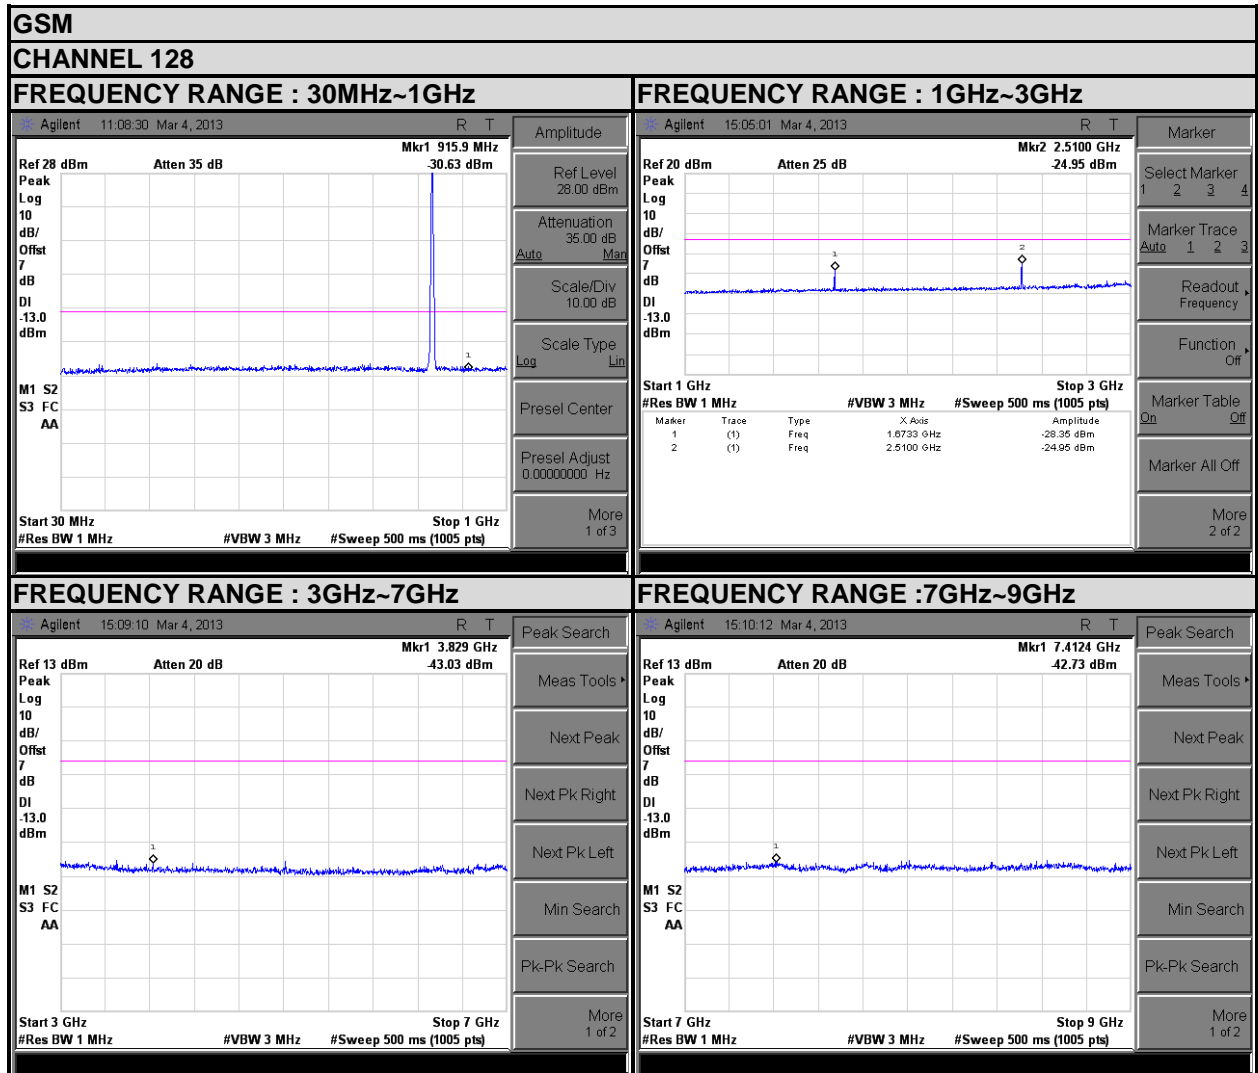 GSM
CHANNEL 128
FREQUENCY RANGE : 30MHz~1GHz
Agilent 11:08:30 Mar 4, 2013 R T
Mkr1 915.9 MHz
Ref 28 dBm Atten 35 dB -30.63 dBm
Peak
Log
10
dB/
Offst
7
dB
DI
-13.0
dBm
M1 S2
S3 FC
AA
1
Start 30 MHz Stop 1 GHz
#Res BW 1 MHz #VBW 3 MHz #Sweep 500 ms (1005 pts)
Amplitude
Ref Level
28.00 dBm
Attenuation
35.00 dB
Auto Man
Scale/Div
10.00 dB
Scale Type
Log Lin
Presel Center
Presel Adjust
0.00000000 Hz
More
1 of 3
FREQUENCY RANGE : 1GHz~3GHz
Agilent 15:05:01 Mar 4, 2013 R T
Mkr2 2.5100 GHz
Ref 20 dBm Atten 25 dB -24.95 dBm
Peak
Log
10
dB/
Offst
7
dB
DI
-13.0
dBm
1
2
Start 1 GHz Stop 3 GHz
#Res BW 1 MHz #VBW 3 MHz #Sweep 500 ms (1005 pts)
Marker Trace Type X Axis Amplitude
1 (1) Freq 1.6733 GHz -28.35 dBm
2 (1) Freq 2.5100 GHz -24.95 dBm
Marker
Select Marker
1 2 3 4
Marker Trace
Auto 1 2 3
Readout
Frequency
Function
Off
Marker Table
On Off
Marker All Off
More
2 of 2
FREQUENCY RANGE : 3GHz~7GHz
Agilent 15:09:10 Mar 4, 2013 R T
Mkr1 3.829 GHz
Ref 13 dBm Atten 20 dB -43.03 dBm
Peak
Log
10
dB/
Offst
7
dB
DI
-13.0
dBm
M1 S2
S3 FC
AA
1
Start 3 GHz Stop 7 GHz
#Res BW 1 MHz #VBW 3 MHz #Sweep 500 ms (1005 pts)
Peak Search
Meas Tools
Next Peak
Next Pk Right
Next Pk Left
Min Search
Pk-Pk Search
More
1 of 2
FREQUENCY RANGE :7GHz~9GHz
Agilent 15:10:12 Mar 4, 2013 R T
Mkr1 7.4124 GHz
Ref 13 dBm Atten 20 dB -42.73 dBm
Peak
Log
10
dB/
Offst
7
dB
DI
-13.0
dBm
M1 S2
S3 FC
AA
1
Start 7 GHz Stop 9 GHz
#Res BW 1 MHz #VBW 3 MHz #Sweep 500 ms (1005 pts)
Peak Search
Meas Tools
Next Peak
Next Pk Right
Next Pk Left
Min Search
Pk-Pk Search
More
1 of 2